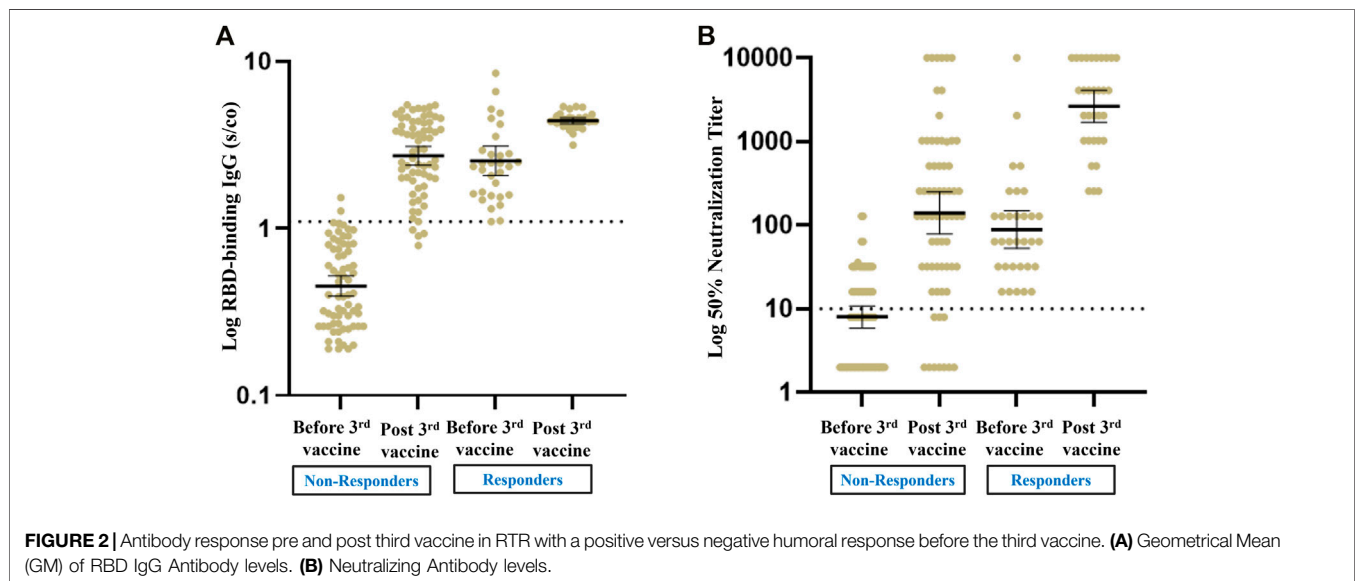 A
Log RBD-binding IgG (s/co)
10
1
0.1
Before 3rd vaccine
Post 3rd vaccine
Before 3rd vaccine
Post 3rd vaccine
Non-Responders
Responders
B
Log 50% Neutralization Titer
10000
1000
100
10
1
Before 3rd vaccine
Post 3rd vaccine
Before 3rd vaccine
Post 3rd vaccine
Non-Responders
Responders
FIGURE 2 | Antibody response pre and post third vaccine in RTR with a positive versus negative humoral response before the third vaccine. (A) Geometrical Mean
(GM) of RBD IgG Antibody levels. (B) Neutralizing Antibody levels.